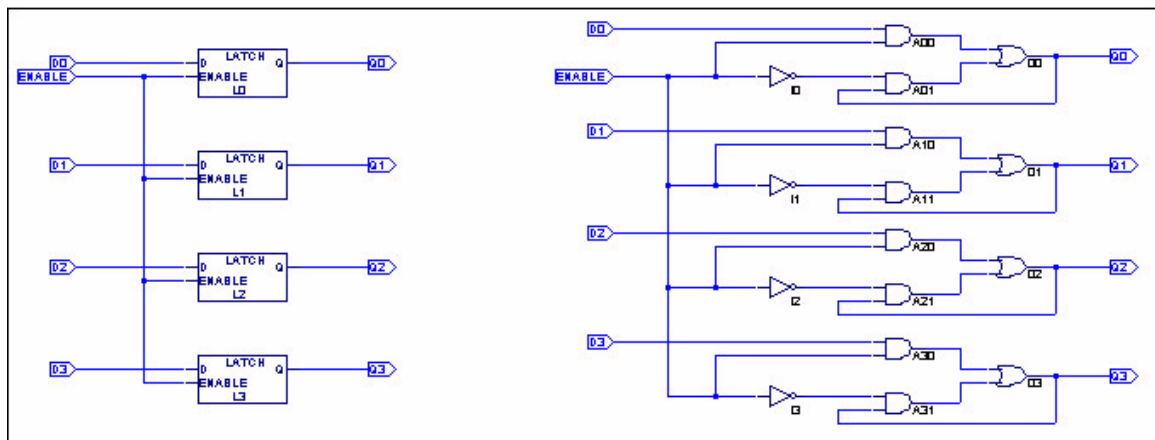 D0
ENABLE
LATCH
D Q
ENABLE
L0
Q0
D1
LATCH
D Q
ENABLE
L1
Q1
D2
LATCH
D Q
ENABLE
L2
Q2
D3
LATCH
D Q
ENABLE
L3
Q3
D0
A00
ENABLE
I0
A01
O0
Q0
D1
A10
I1
A11
O1
Q1
D2
A20
I2
A21
O2
Q2
D3
A30
I3
A31
O3
Q3